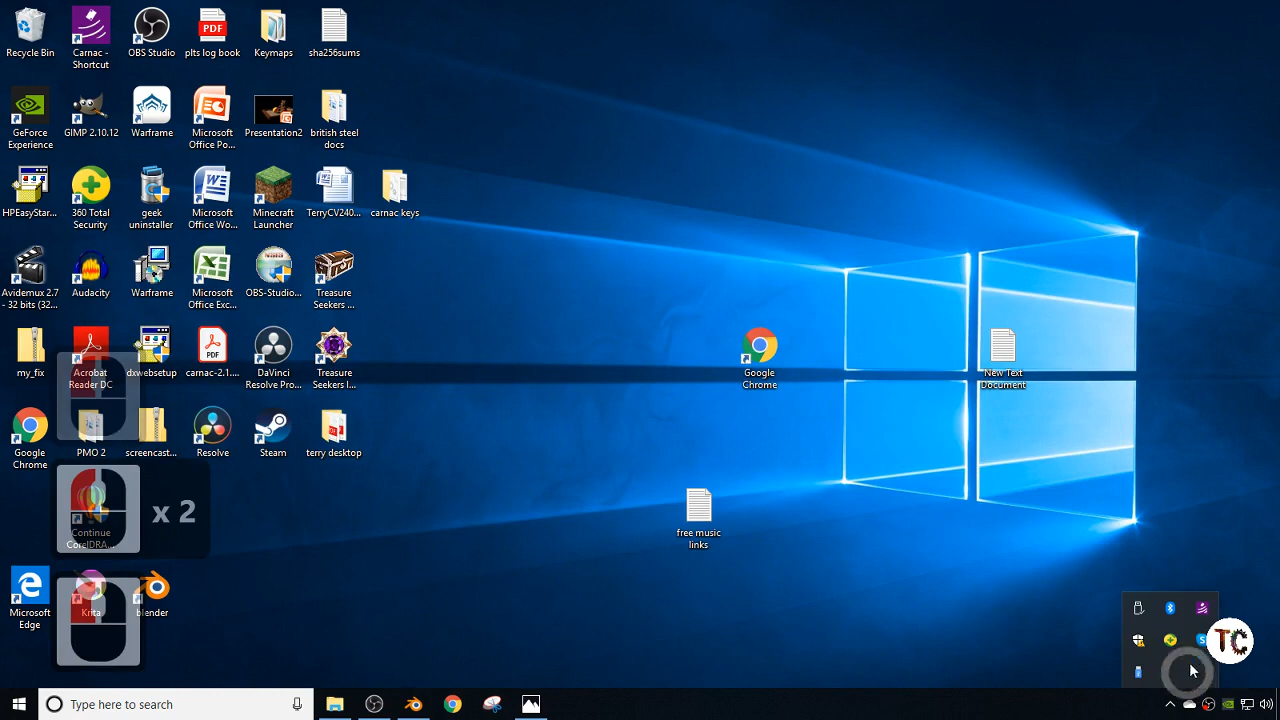 Recycle Bin
Carnac -
Shortcut
OBS Studio
PDF
plts log book
Keymaps
sha256sums
GeForce
Experience
GIMP 2.10.12
Warframe
Microsoft
Office Po...
Presentation2
british steel
docs
HPEasyStar...
360 Total
Security
geek
uninstaller
Microsoft
Office Wo...
Minecraft
Launcher
TerryCV240...
carnac keys
Avidemux 2.7
- 32 bits (32...
Audacity
Warframe
Microsoft
Office Exc...
OBS-Studio...
Treasure
Seekers ...
my_fix
Acrobat
Reader DC
dxwebsetup
PDF
carnac-2.1....
DaVinci
Resolve Pro...
Treasure
Seekers I...
Google
Chrome
New Text
Document
Google
Chrome
PMO 2
screencast...
Resolve
Steam
terry desktop
x 2
Continue
CorelDRA...
free music
links
Microsoft
Edge
Krita
blender
TC
Type here to search